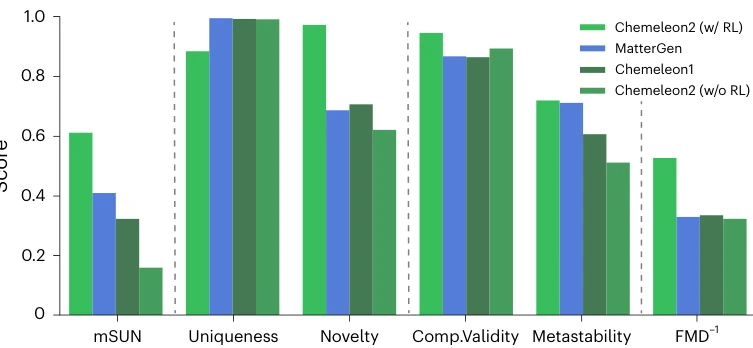 1.0
0.8
0.6
0.4
0.2
0
Score
Chemeleon2 (w/ RL)
MatterGen
Chemeleon1
Chemeleon2 (w/o RL)
mSUN
Uniqueness
Novelty
Comp.Validity
Metastability
FMD⁻¹